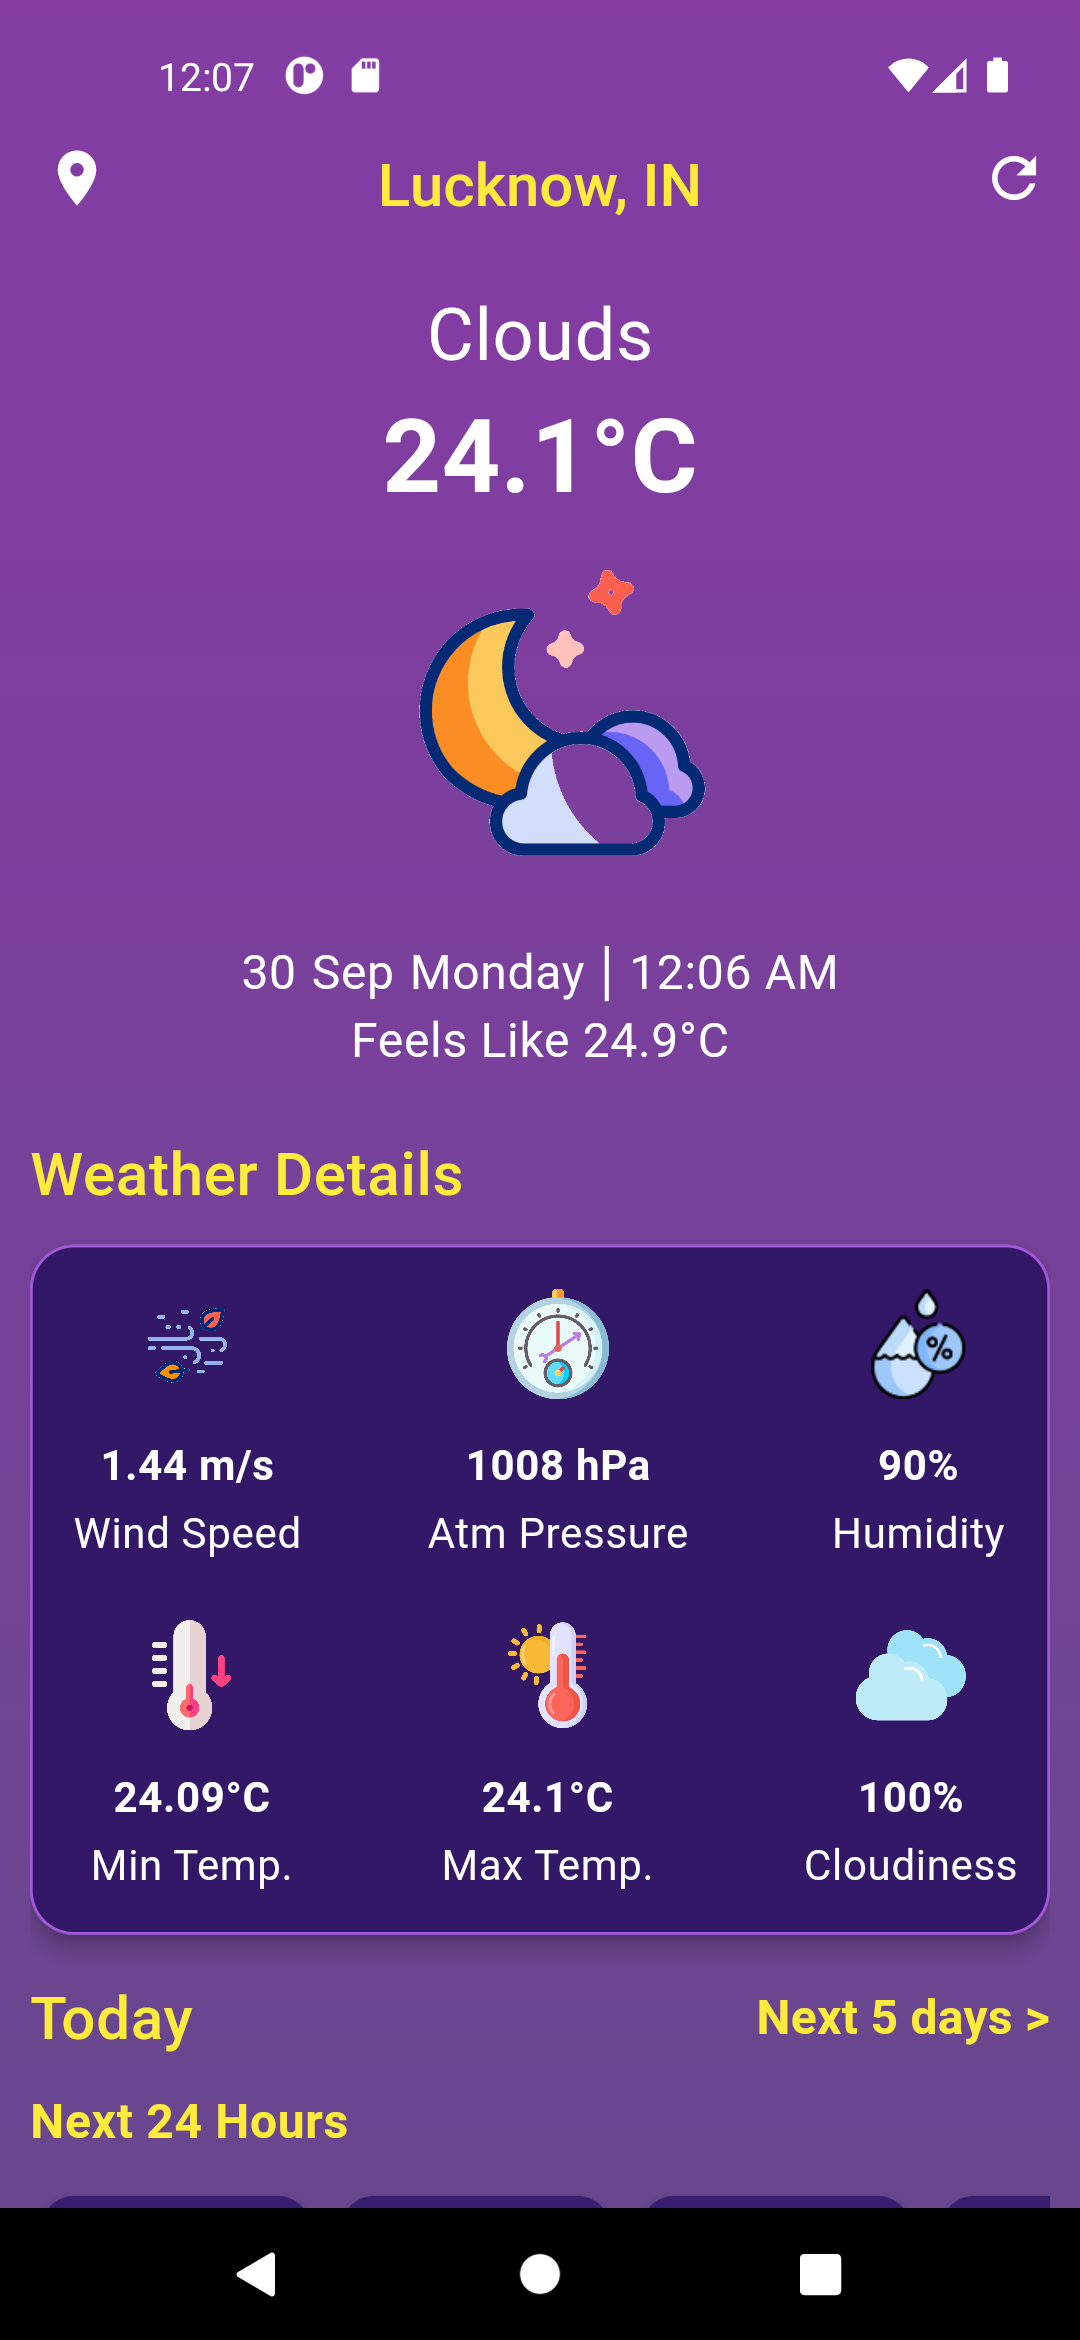 12:07
Lucknow, IN
Clouds
24.1°C
30 Sep Monday | 12:06 AM
Feels Like 24.9°C
Weather Details
1.44 m/s 1008 hPa 90%
Wind Speed Atm Pressure Humidity
24.09°C 24.1°C 100%
Min Temp. Max Temp. Cloudiness
Today Next 5 days >
Next 24 Hours